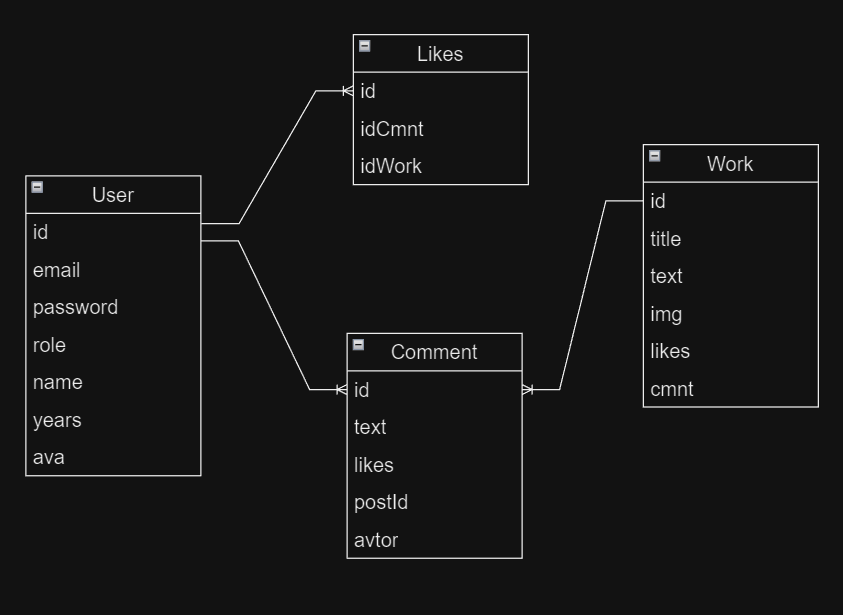 Likes
id
idCmnt
idWork
Work
id
title
text
img
likes
cmnt
User
id
email
password
role
name
years
ava
Comment
id
text
likes
postId
avtor